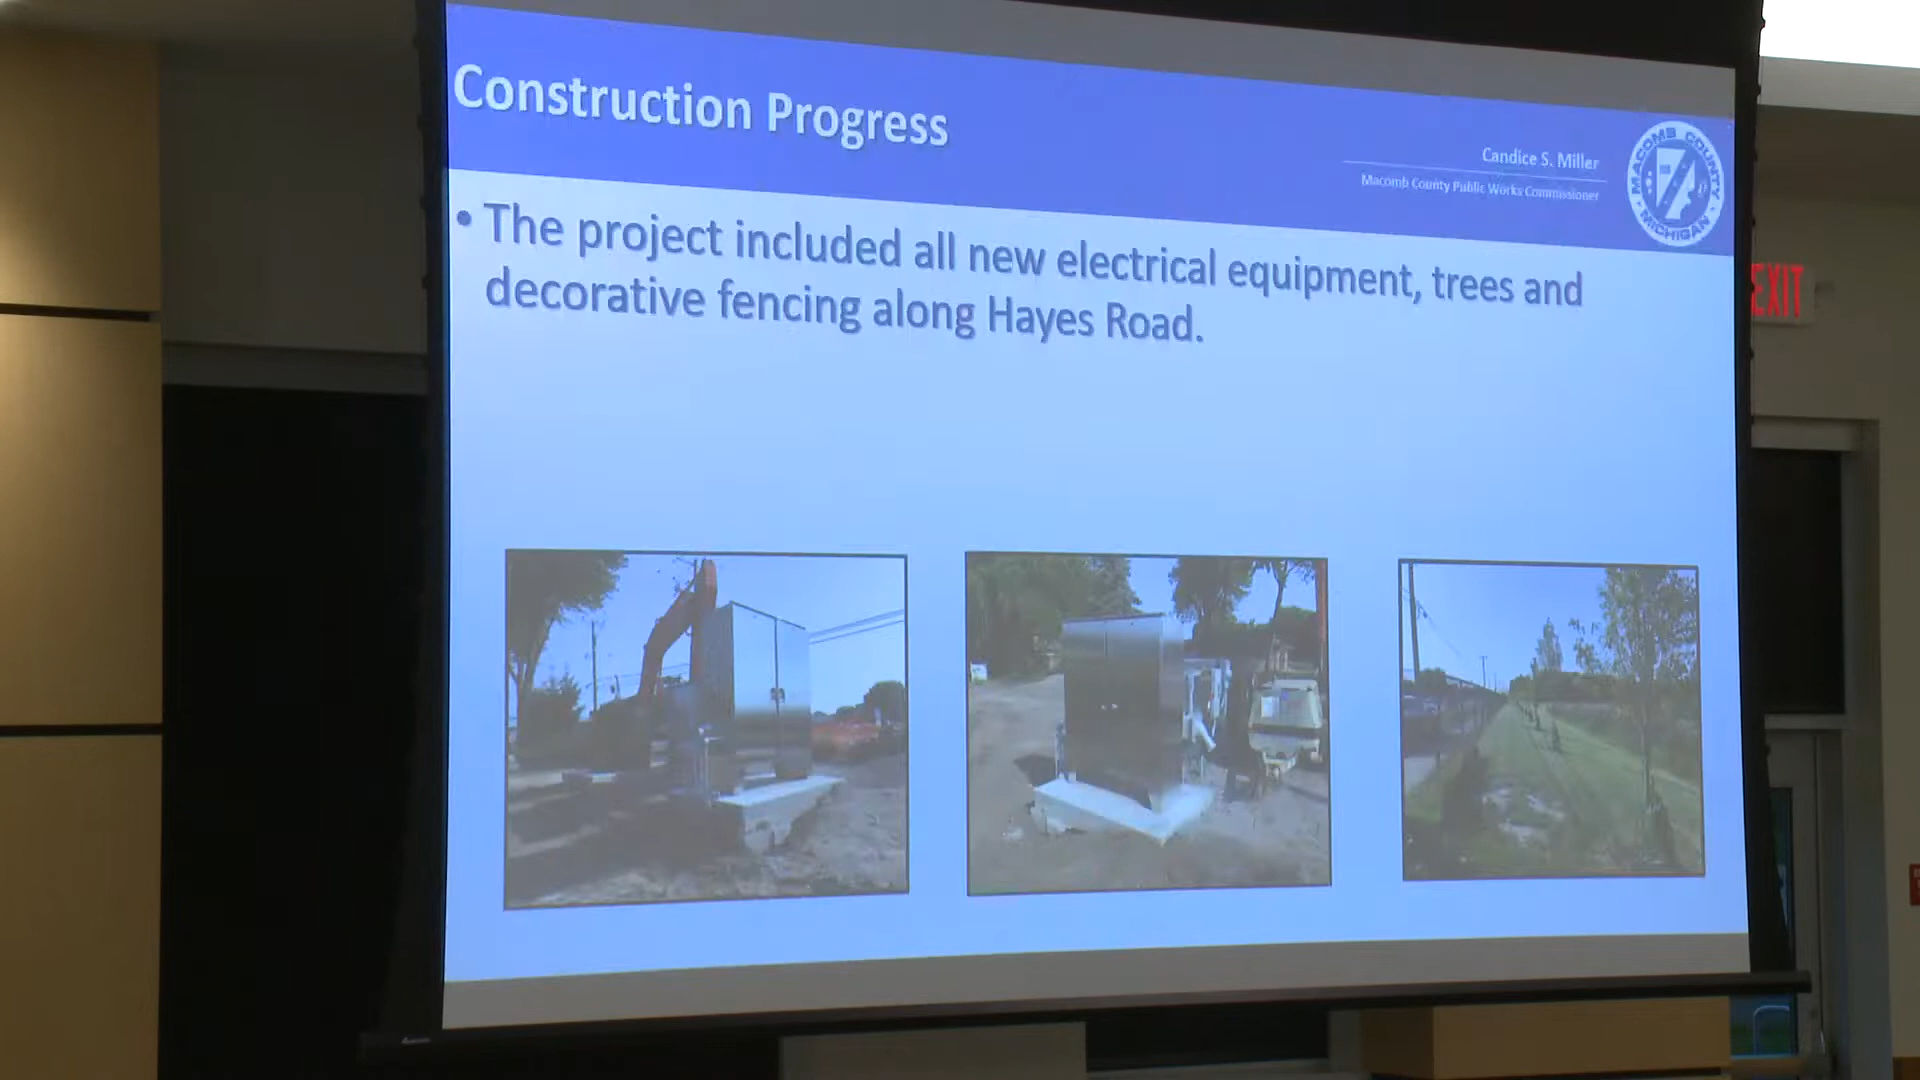 Construction Progress
Candice S. Miller
Macomb County Public Works Commissioner
MACOMB COUNTY
MICHIGAN
• The project included all new electrical equipment, trees and
decorative fencing along Hayes Road.
EXIT